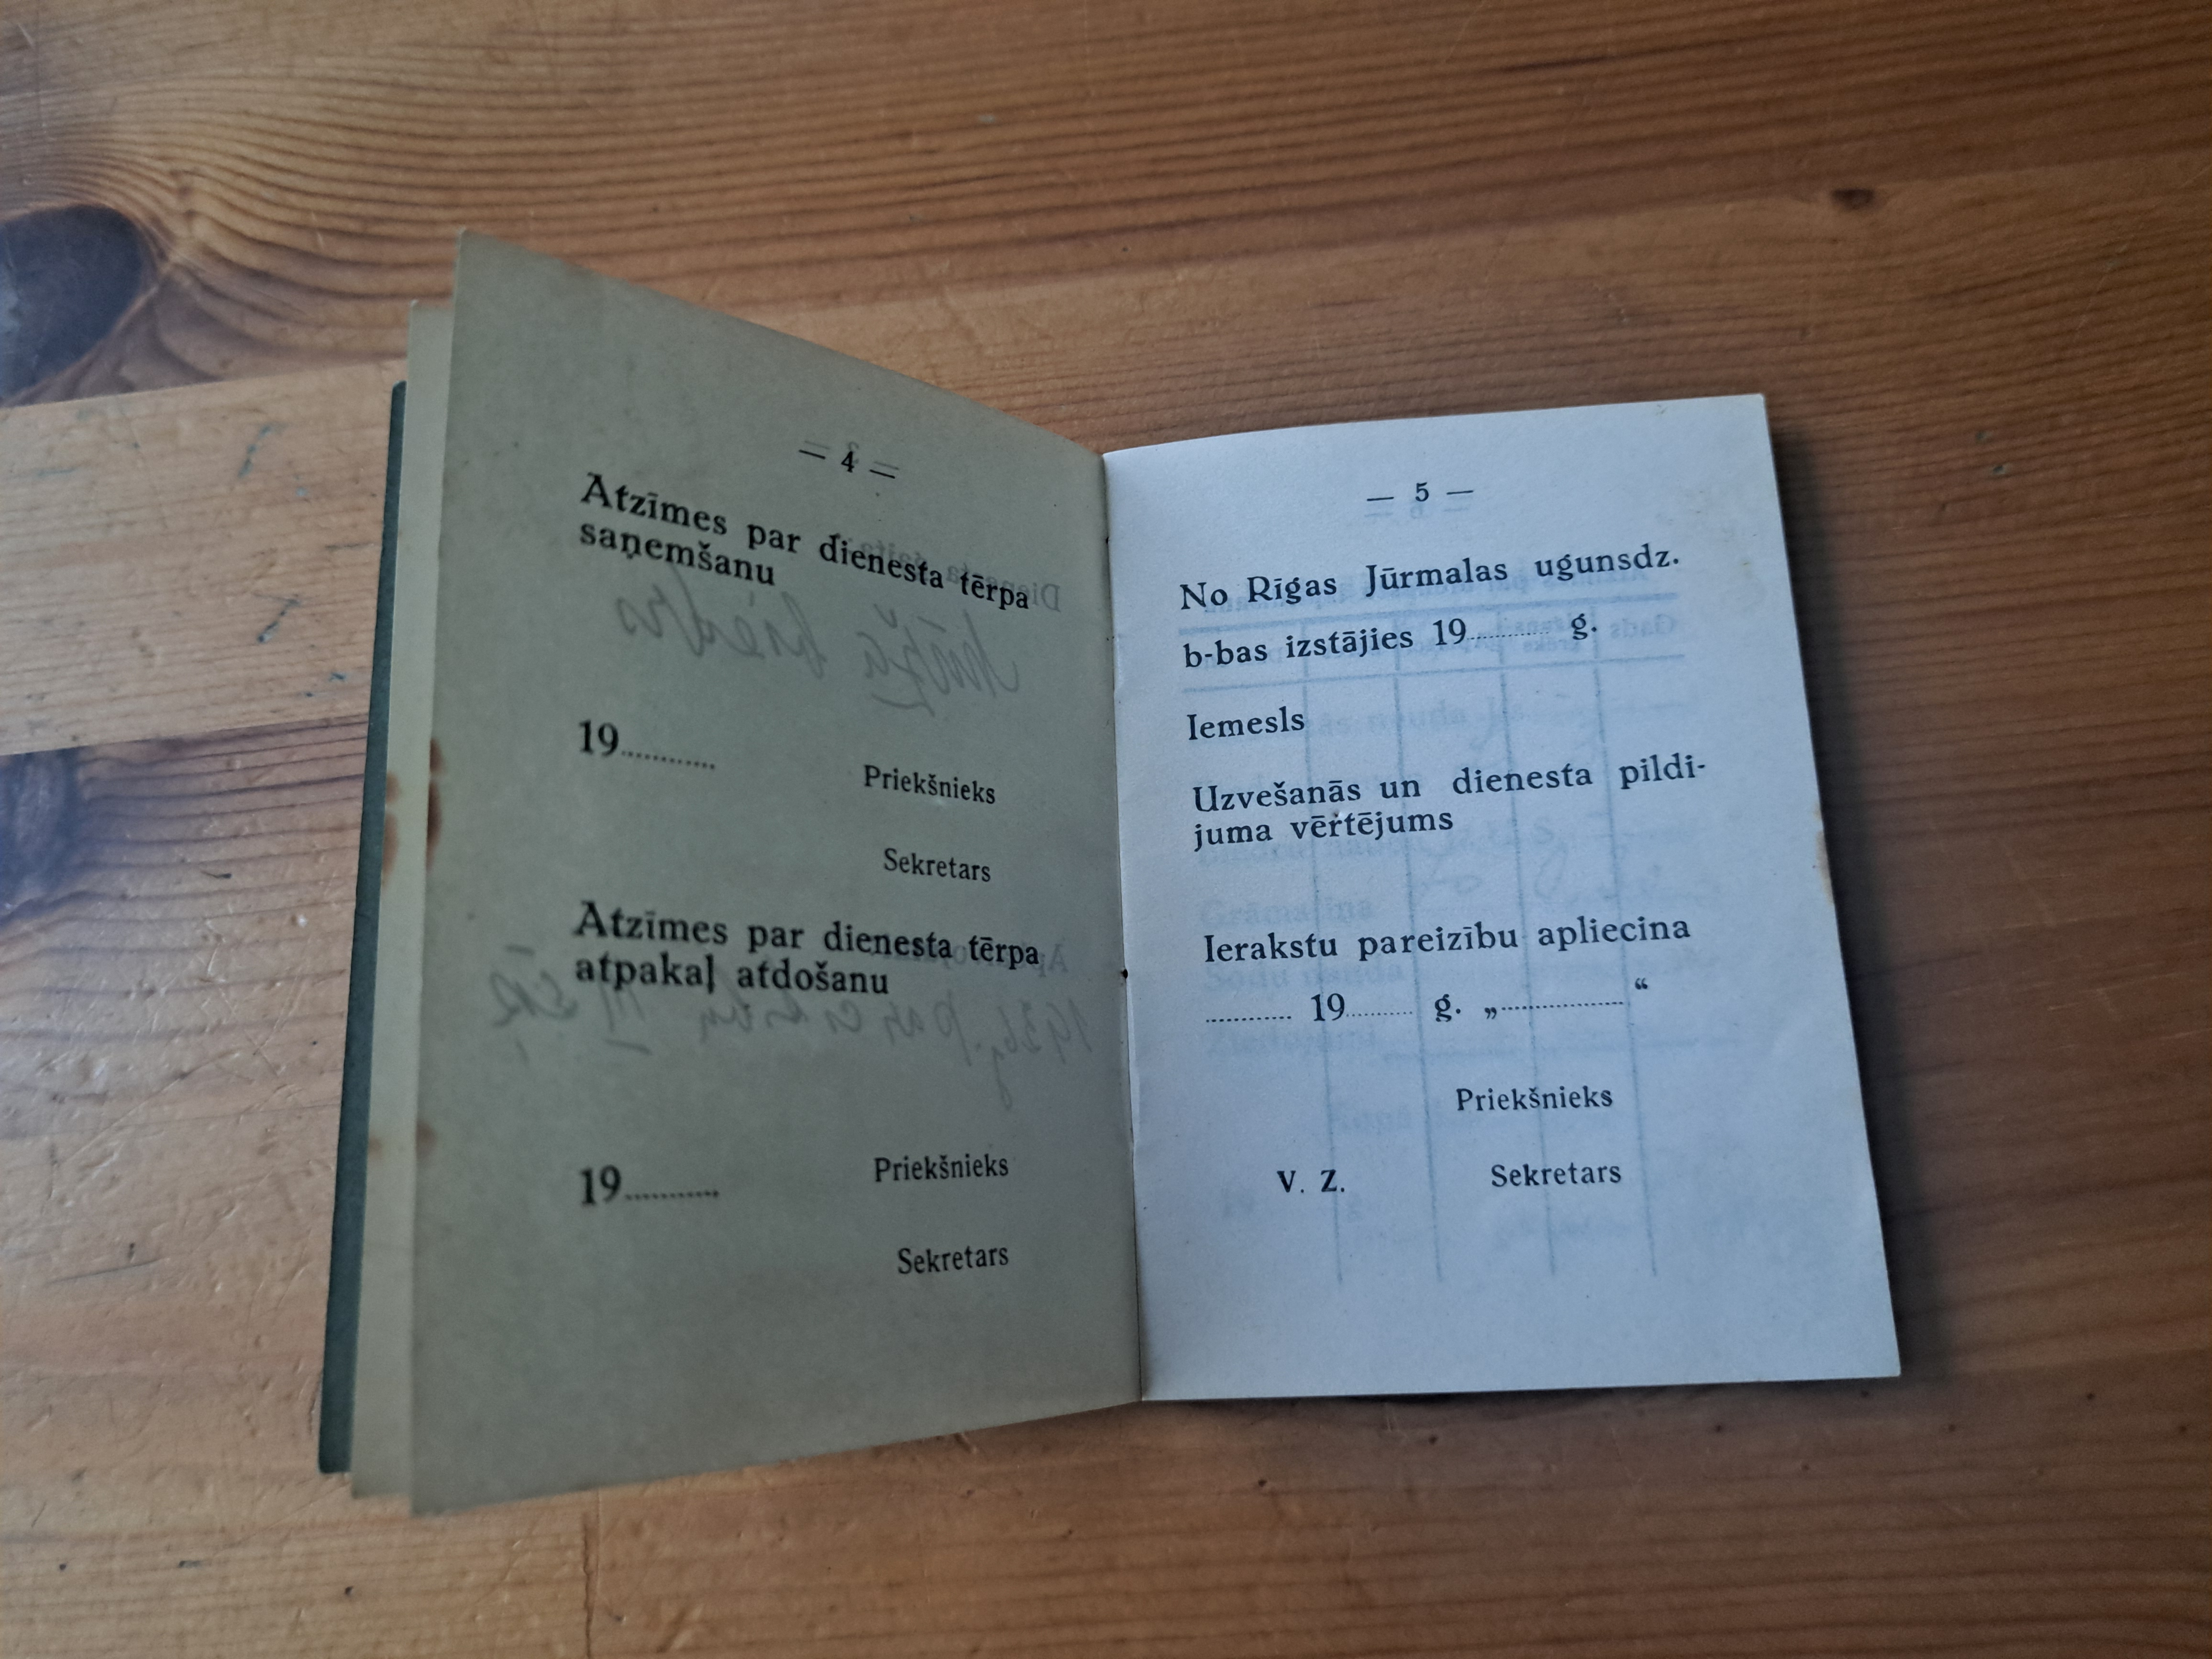 — 4 —
Atzīmes par dienesta tērpa
saņemšanu
19............
Priekšnieks
Sekretars
Atzīmes par dienesta tērpa
atpakaļ atdošanu
19............
Priekšnieks
Sekretars
— 5 —
No Rīgas Jūrmalas ugunsdz.
b-bas izstājies 19............ g.
Iemesls
Uzvešanās un dienesta pildi-
juma vērtējums
Ierakstu pareizību apliecina
............ 19.......... g. „.................“
Priekšnieks
V. Z. Sekretars